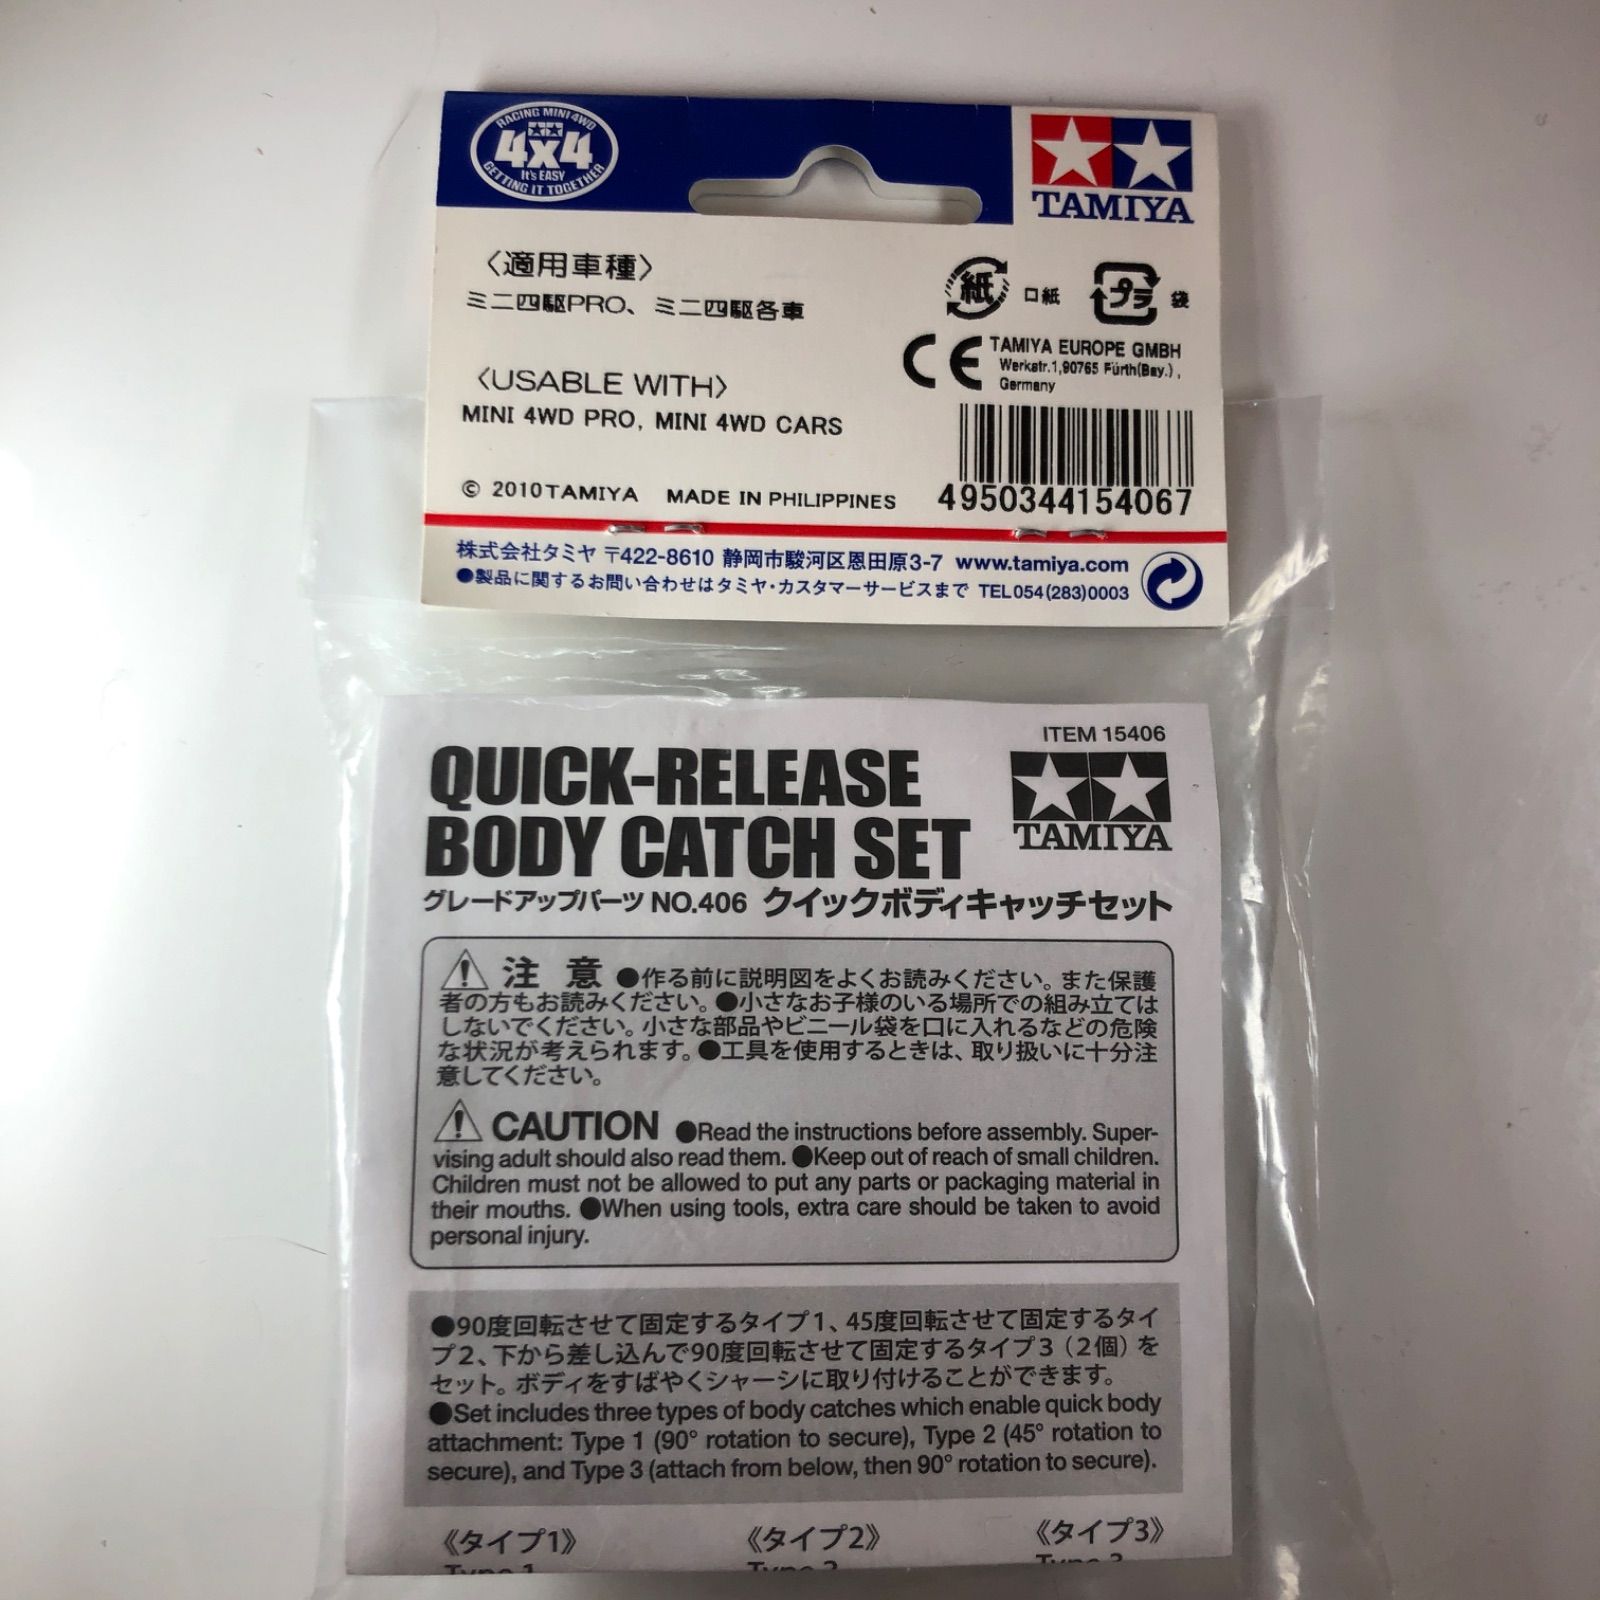 RACING MINI 4WD
4x4
It's EASY
GETTING IT TOGETHER
TAMIYA
〈適用車種〉
ミニ四駆PRO、ミニ四駆各車
紙 口紙 プラ 袋
CE TAMIYA EUROPE GMBH
Werkstr.1,90765 Fürth(Bay.),
Germany
〈USABLE WITH〉
MINI 4WD PRO, MINI 4WD CARS
© 2010 TAMIYA MADE IN PHILIPPINES
4950344154067
株式会社タミヤ 〒422-8610 静岡市駿河区恩田原3-7 www.tamiya.com
●製品に関するお問い合わせはタミヤ・カスタマーサービスまで TEL 054(283)0003
ITEM 15406
QUICK-RELEASE
BODY CATCH SET
TAMIYA
グレードアップパーツ NO.406 クイックボディキャッチセット
注 意 ●作る前に説明図をよくお読みください。また保護
者の方もお読みください。●小さなお子様のいる場所での組み立ては
しないでください。小さな部品やビニール袋を口に入れるなどの危険
な状況が考えられます。●工具を使用するときは、取り扱いに十分注
意してください。
CAUTION ●Read the instructions before assembly. Super-
vising adult should also read them. ●Keep out of reach of small children.
Children must not be allowed to put any parts or packaging material in
their mouths. ●When using tools, extra care should be taken to avoid
personal injury.
●90度回転させて固定するタイプ1、45度回転させて固定するタイ
プ2、下から差し込んで90度回転させて固定するタイプ3（2個）を
セット。ボディをすばやくシャーシに取り付けることができます。
●Set includes three types of body catches which enable quick body
attachment: Type 1 (90° rotation to secure), Type 2 (45° rotation to
secure), and Type 3 (attach from below, then 90° rotation to secure).
《タイプ1》 《タイプ2》 《タイプ3》
Type 1 Type 2 Type 3